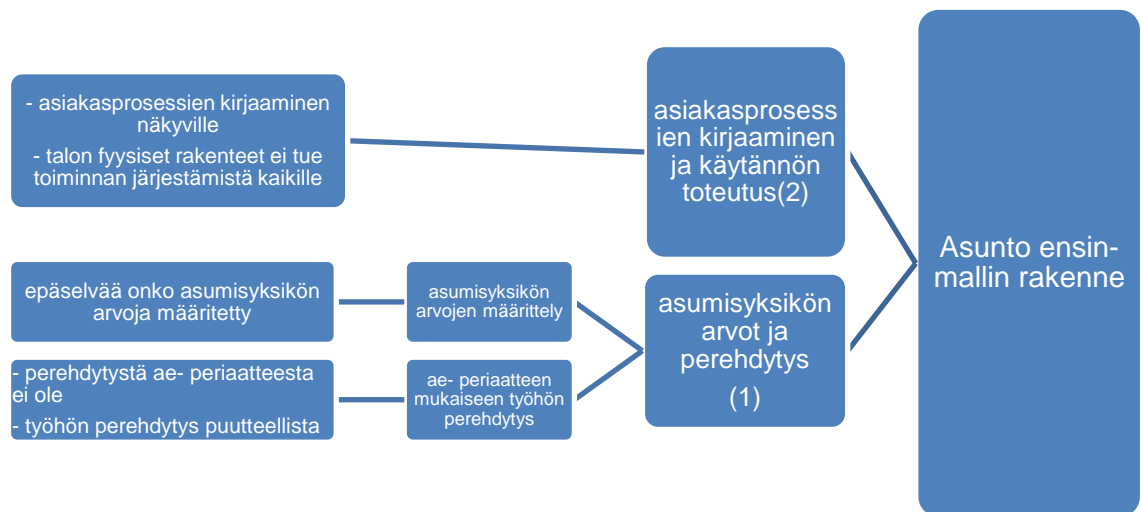 - asiakasprosessien kirjaaminen
näkyville
- talon fyysiset rakenteet ei tue
toiminnan järjestämistä kaikille
asiakasprosess
ien kirjaaminen
ja käytännön
toteutus(2)
epäselvää onko asumisyksikön
arvoja määritetty
asumisyksikön
arvojen määrittely
- perehdytystä ae- periaatteesta
ei ole
- työhön perehdytys puutteellista
ae- periaatteen
mukaiseen työhön
perehdytys
asumisyksikön
arvot ja
perehdytys
(1)
Asunto ensin-
mallin rakenne